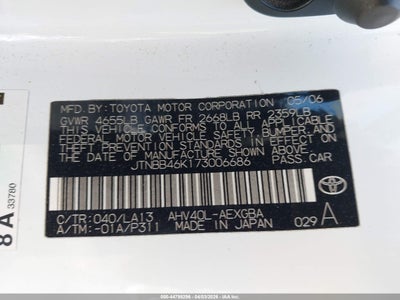 MFD. BY: TOYOTA MOTOR CORPORATION 05/06
GVWR 4655LB GAWR FR 2668LB RR 2359LB
THIS VEHICLE CONFORMS TO ALL APPLICABLE
FEDERAL MOTOR VEHICLE SAFETY, BUMPER, AND
THEFT PREVENTION STANDARDS IN EFFECT ON
THE DATE OF MANUFACTURE SHOWN ABOVE.
JTNBB46K173006686 PASS.CAR
TOYOTA
C/TR: 040/LA13 AHV40L-AEXGBA
A/TM: -01A/P311 MADE IN JAPAN 029 A
8 A
33780